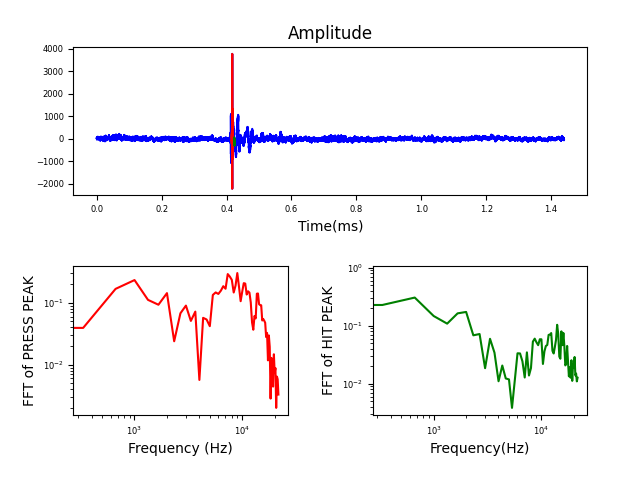 Amplitude
4000
3000
2000
1000
0
−1000
−2000
0.0 0.2 0.4 0.6 0.8 1.0 1.2 1.4
Time(ms)
FFT of PRESS PEAK
10⁻¹
10⁻²
10³ 10⁴
Frequency (Hz)
FFT of HIT PEAK
10⁰
10⁻¹
10⁻²
10³ 10⁴
Frequency(Hz)